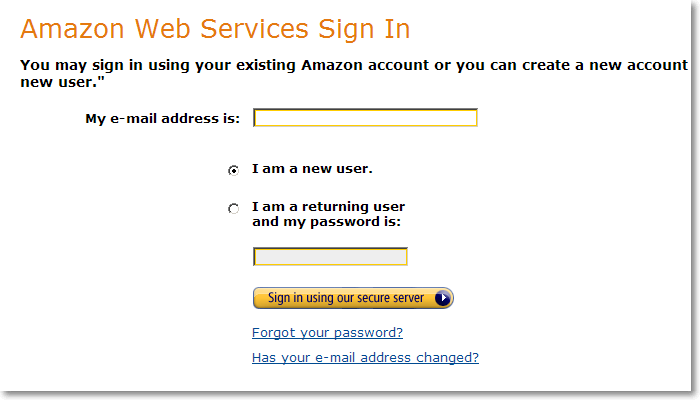 Amazon Web Services Sign In
You may sign in using your existing Amazon account or you can create a new account
new user."
My e-mail address is:
I am a new user.
I am a returning user
and my password is:
Sign in using our secure server
Forgot your password?
Has your e-mail address changed?